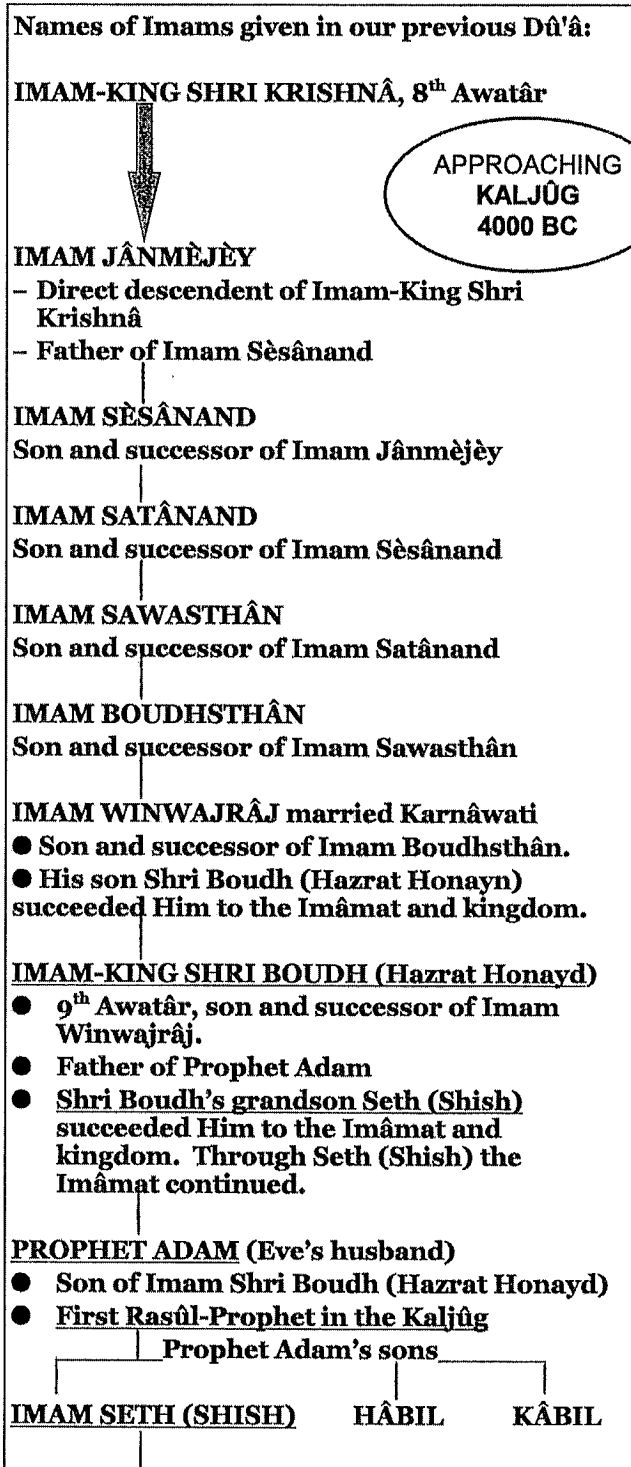 Names of Imams given in our previous Dû'â:
IMAM-KING SHRI KRISHNÂ, 8th Awatâr
APPROACHING
KALJÛG
4000 BC
IMAM JÂNMÈJÈY
– Direct descendent of Imam-King Shri
Krishnâ
– Father of Imam Sèsânand
IMAM SÈSÂNAND
Son and successor of Imam Jânmèjèy
IMAM SATÂNAND
Son and successor of Imam Sèsânand
IMAM SAWASTHÂN
Son and successor of Imam Satânand
IMAM BOUDHSTHÂN
Son and successor of Imam Sawasthân
IMAM WINWAJRÂJ married Karnâwati
● Son and successor of Imam Boudhsthân.
● His son Shri Boudh (Hazrat Honayn)
succeeded Him to the Imâmat and kingdom.
IMAM-KING SHRI BOUDH (Hazrat Honayd)
● 9th Awatâr, son and successor of Imam
Winwajrâj.
● Father of Prophet Adam
● Shri Boudh's grandson Seth (Shish)
succeeded Him to the Imâmat and
kingdom. Through Seth (Shish) the
Imâmat continued.
PROPHET ADAM (Eve's husband)
● Son of Imam Shri Boudh (Hazrat Honayd)
● First Rasûl-Prophet in the Kaljûg
Prophet Adam's sons
IMAM SETH (SHISH) HÂBIL KÂBIL